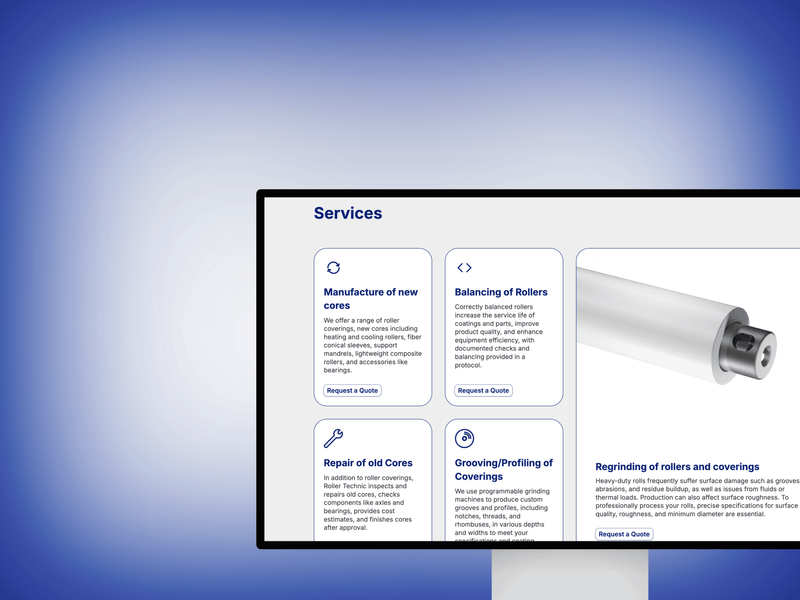 Services
Manufacture of new
cores
We offer a range of roller
coverings, new cores including
heating and cooling rollers, fiber
conical sleeves, support
mandrels, lightweight composite
rollers, and accessories like
bearings.
Request a Quote
Balancing of Rollers
Correctly balanced rollers
increase the service life of
coatings and parts, improve
product quality, and enhance
equipment efficiency, with
documented checks and
balancing provided in a
protocol.
Request a Quote
Repair of old Cores
In addition to roller coverings,
Roller Technic inspects and
repairs old cores, checks
components like axles and
bearings, provides cost
estimates, and finishes cores
after approval.
Grooving/Profiling of
Coverings
We use programmable grinding
machines to produce custom
grooves and profiles, including
notches, threads, and
rhombuses, in various depths
and widths to meet your
specifications and coating
Regrinding of rollers and coverings
Heavy-duty rolls frequently suffer surface damage such as grooves,
abrasions, and residue buildup, as well as issues from fluids or
thermal loads. Production can also affect surface roughness. To
professionally process your rolls, precise specifications for surface
quality, roughness, and minimum diameter are essential.
Request a Quote